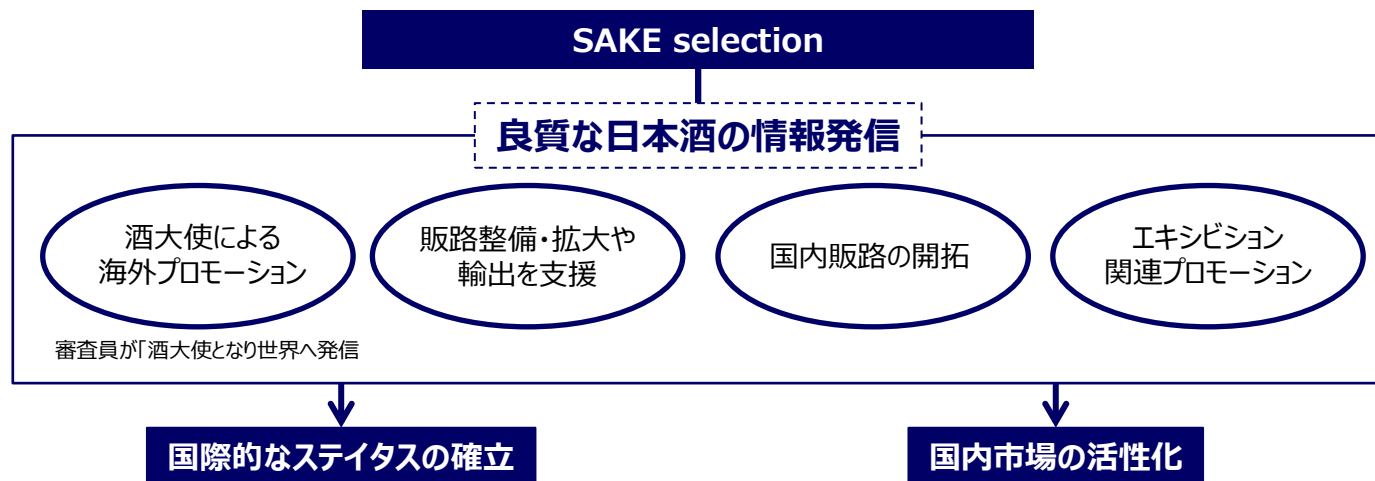 SAKE selection
良質な日本酒の情報発信
酒大使による
海外プロモーション
販路整備・拡大や
輸出を支援
国内販路の開拓
エキシビション
関連プロモーション
審査員が「酒大使となり世界へ発信
国際的なステイタスの確立
国内市場の活性化